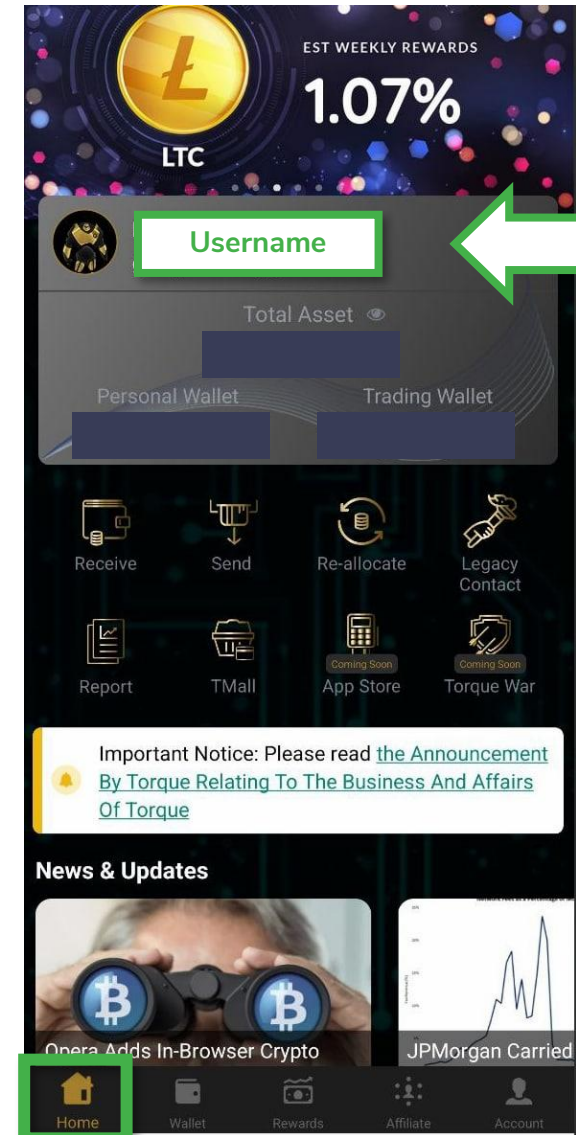 EST WEEKLY REWARDS
1.07%
LTC
Username
Total Asset
Personal Wallet
Trading Wallet
Receive
Send
Re-allocate
Legacy
Contact
Coming Soon
Coming Soon
Report
TMall
App Store
Torque War
Important Notice: Please read the Announcement
By Torque Relating To The Business And Affairs
Of Torque
News & Updates
Opera Adds In-Browser Crypto
JPMorgan Carried
Home
Wallet
Rewards
Affiliate
Account